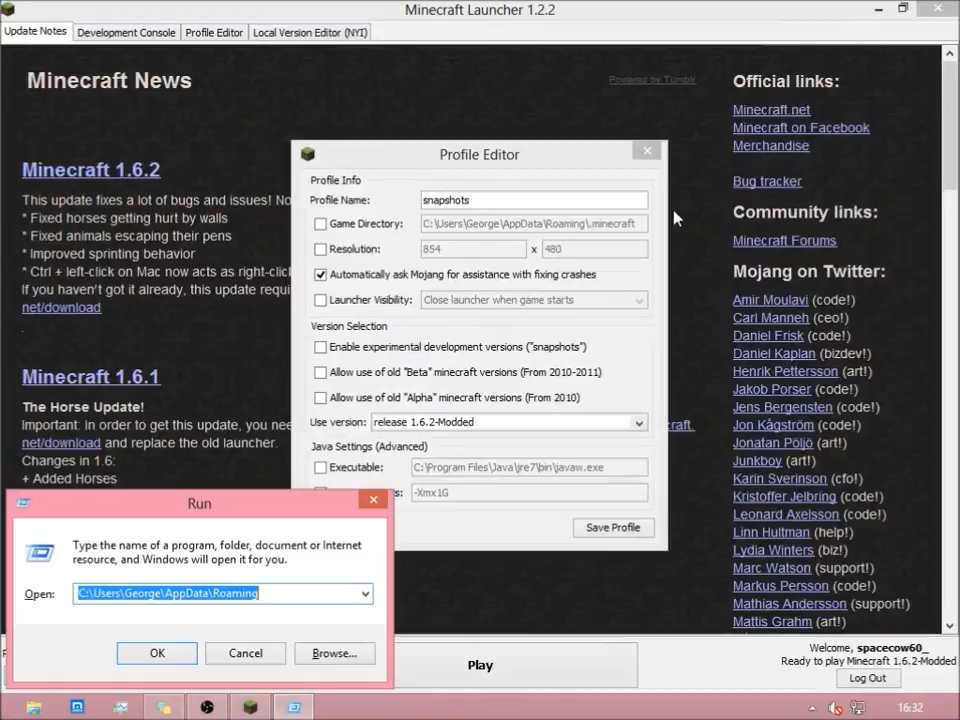 Minecraft Launcher 1.2.2
Update Notes
Development Console
Profile Editor
Local Version Editor (NYI)
Minecraft News
Powered by Tumblr
Minecraft 1.6.2
This update fixes a lot of bugs and issues! No
* Fixed horses getting hurt by walls
* Fixed animals escaping their pens
* Improved sprinting behavior
* Ctrl + left-click on Mac now acts as right-clic
If you haven't got it already, this update requi
net/download
Minecraft 1.6.1
The Horse Update!
Important: In order to get this update, you nee
net/download and replace the old launcher.
Changes in 1.6:
+ Added Horses
craft.
Official links:
Minecraft.net
Minecraft on Facebook
Merchandise
Bug tracker
Community links:
Minecraft Forums
Mojang on Twitter:
Amir Moulavi (code!)
Carl Manneh (ceo!)
Daniel Frisk (code!)
Daniel Kaplan (bizdev!)
Henrik Pettersson (art!)
Jakob Porser (code!)
Jens Bergensten (code!)
Jon Kågström (code!)
Jonatan Pöljö (art!)
Junkboy (art!)
Karin Severinson (cfo!)
Kristoffer Jelbring (code!)
Leonard Axelsson (code!)
Linn Hultman (help!)
Lydia Winters (biz!)
Marc Watson (support!)
Markus Persson (code!)
Mathias Andersson (support!)
Mattis Grahm (art!)
Profile Editor
Profile Info
Profile Name: snapshots
Game Directory: C:\Users\George\AppData\Roaming\.minecraft
Resolution: 854 x 480
Automatically ask Mojang for assistance with fixing crashes
Launcher Visibility: Close launcher when game starts
Version Selection
Enable experimental development versions ("snapshots")
Allow use of old "Beta" minecraft versions (From 2010-2011)
Allow use of old "Alpha" minecraft versions (From 2010)
Use version: release 1.6.2-Modded
Java Settings (Advanced)
Executable: C:\Program Files\Java\jre7\bin\javaw.exe
s: -Xmx1G
Save Profile
Run
Type the name of a program, folder, document or Internet
resource, and Windows will open it for you.
Open: C:\Users\George\AppData\Roaming
OK
Cancel
Browse...
Play
Welcome, spacecow60_
Ready to play Minecraft 1.6.2-Modded
Log Out
16:32